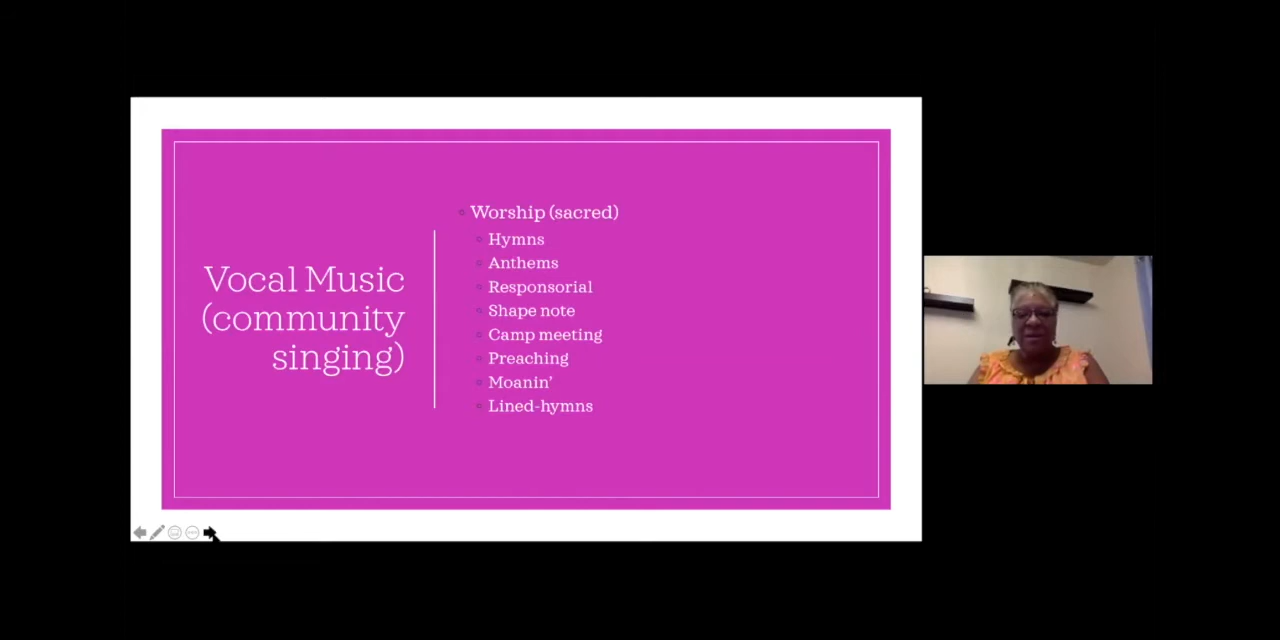 Vocal Music
(community
singing)
Worship (sacred)
Hymns
Anthems
Responsorial
Shape note
Camp meeting
Preaching
Moanin’
Lined-hymns